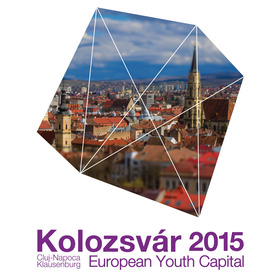 Kolozsvár 2015
Cluj-Napoca
Klausenburg
European Youth Capital